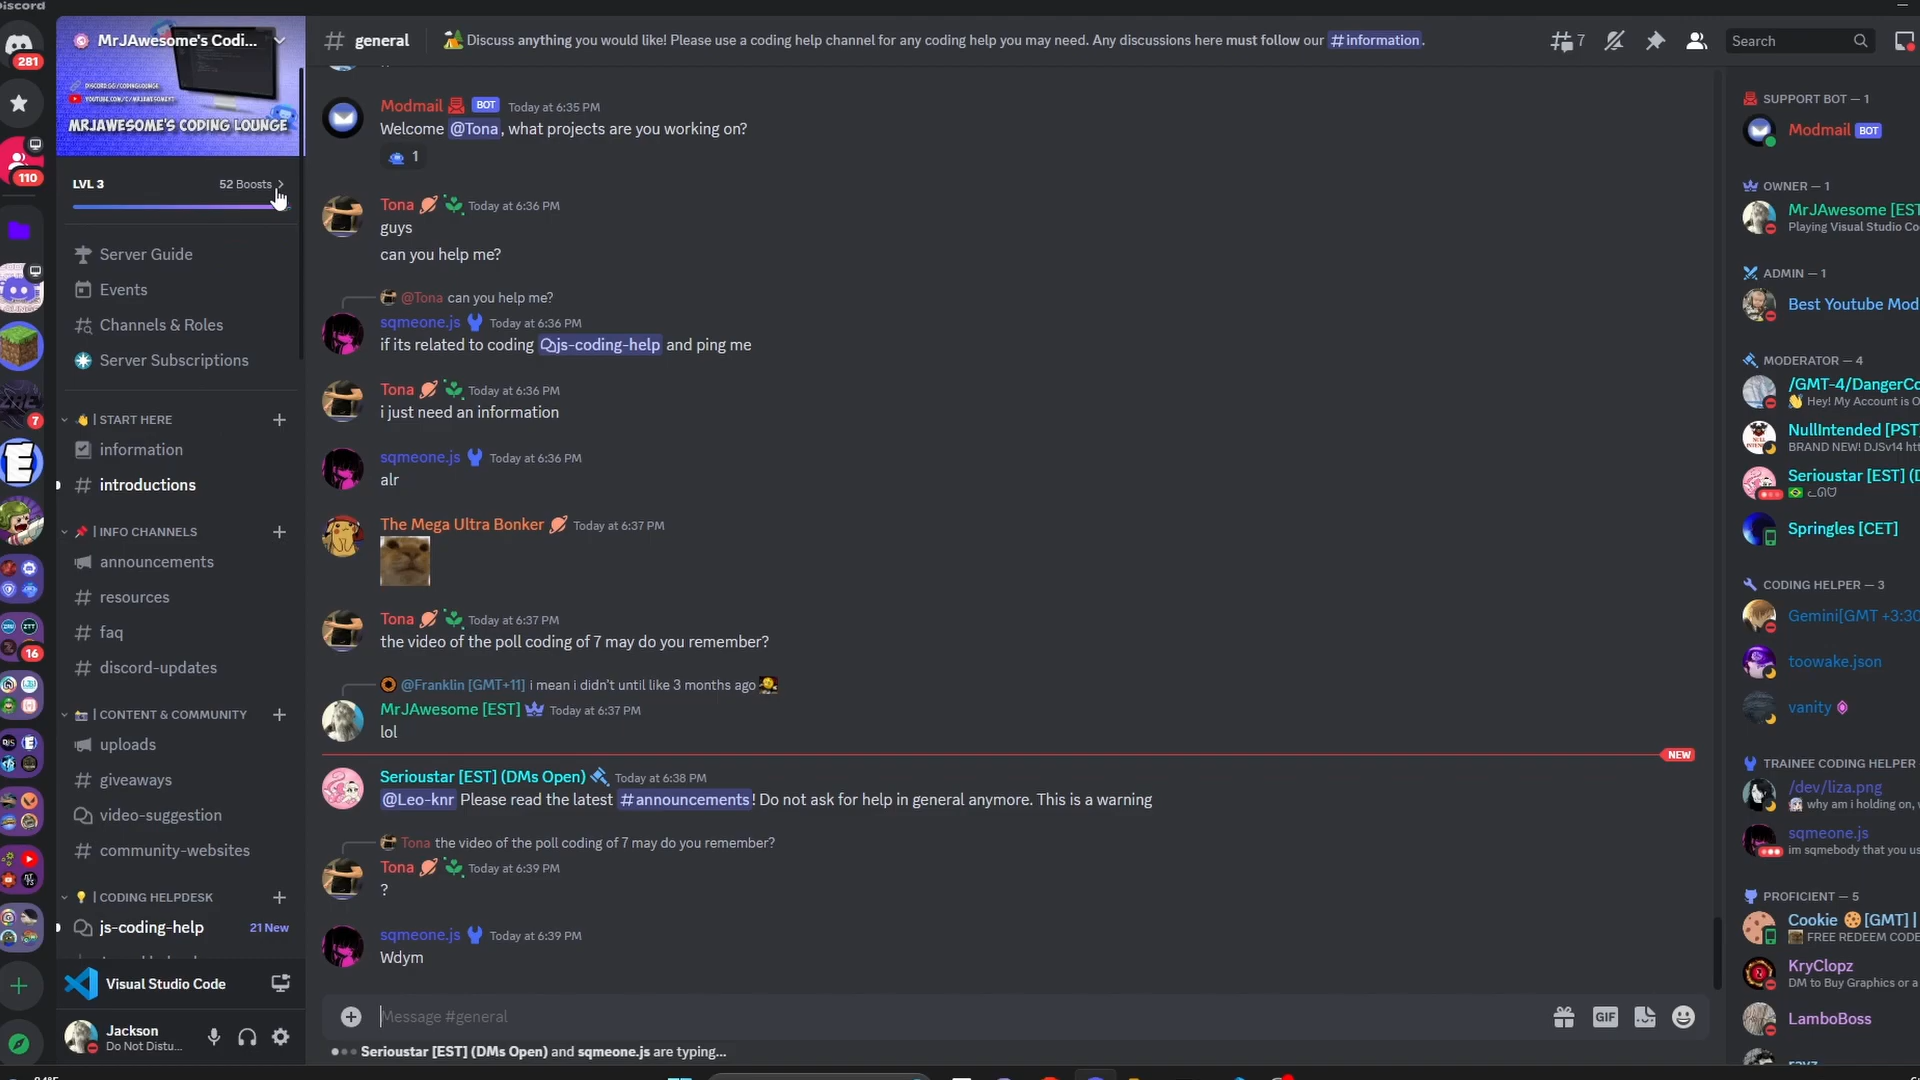 Discord
281
110
7
16
MrJAwesome's Codi...
DISCORD.GG/CODINGLOUNGE
YOUTUBE.COM/C/MRJAWESOMEYT
MRJAWESOME'S CODING LOUNGE
LVL 3
52 Boosts
Server Guide
Events
Channels & Roles
Server Subscriptions
| START HERE
information
introductions
| INFO CHANNELS
announcements
resources
faq
discord-updates
| CONTENT & COMMUNITY
uploads
giveaways
video-suggestion
community-websites
| CODING HELPDESK
js-coding-help
21 New
Visual Studio Code
Jackson
Do Not Distu...
general
Discuss anything you would like! Please use a coding help channel for any coding help you may need. Any discussions here must follow our #information.
7
Search
Modmail BOT Today at 6:35 PM
Welcome @Tona, what projects are you working on?
1
Tona Today at 6:36 PM
guys
can you help me?
@Tona can you help me?
sqmeone.js Today at 6:36 PM
if its related to coding js-coding-help and ping me
Tona Today at 6:36 PM
i just need an information
sqmeone.js Today at 6:36 PM
alr
The Mega Ultra Bonker Today at 6:37 PM
Tona Today at 6:37 PM
the video of the poll coding of 7 may do you remember?
@Franklin [GMT+11] i mean i didn't until like 3 months ago
MrJAwesome [EST] Today at 6:37 PM
lol
NEW
Serioustar [EST] (DMs Open) Today at 6:38 PM
@Leo-knr Please read the latest #announcements! Do not ask for help in general anymore. This is a warning
Tona the video of the poll coding of 7 may do you remember?
Tona Today at 6:39 PM
?
sqmeone.js Today at 6:39 PM
Wdym
Message #general
GIF
Serioustar [EST] (DMs Open) and sqmeone.js are typing...
SUPPORT BOT — 1
Modmail BOT
OWNER — 1
MrJAwesome [EST
Playing Visual Studio Co
ADMIN — 1
Best Youtube Mod
MODERATOR — 4
/GMT-4/DangerCo
Hey! My Account is O
NullIntended [PST
BRAND NEW! DJSv14 htt
Serioustar [EST] (D
Springles [CET]
CODING HELPER — 3
Gemini[GMT +3:30
toowake.json
vanity
TRAINEE CODING HELPER
/dev/liza.png
why am i holding on, w
sqmeone.js
im sqmebody that you us
PROFICIENT — 5
Cookie [GMT] |
FREE REDEEM CODE
KryClopz
DM to Buy Graphics or a
LamboBoss